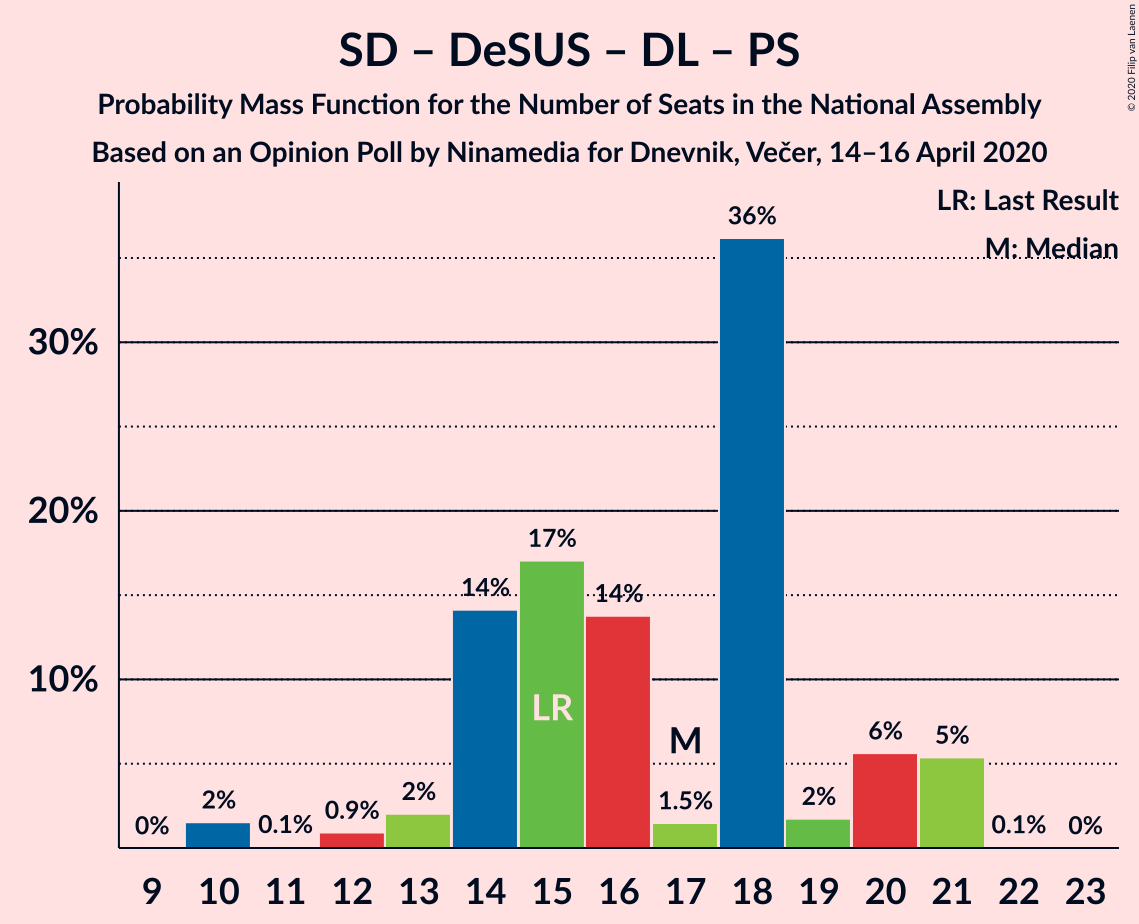 SD – DeSUS – DL – PS
Probability Mass Function for the Number of Seats in the National Assembly
Based on an Opinion Poll by Ninamedia for Dnevnik, Večer, 14–16 April 2020
© 2020 Filip van Laenen
LR: Last Result
M: Median
30%
20%
10%
0%
2%
0.1%
0.9%
2%
14%
17%
14%
1.5%
36%
2%
6%
5%
0.1%
0%
LR
M
9 10 11 12 13 14 15 16 17 18 19 20 21 22 23